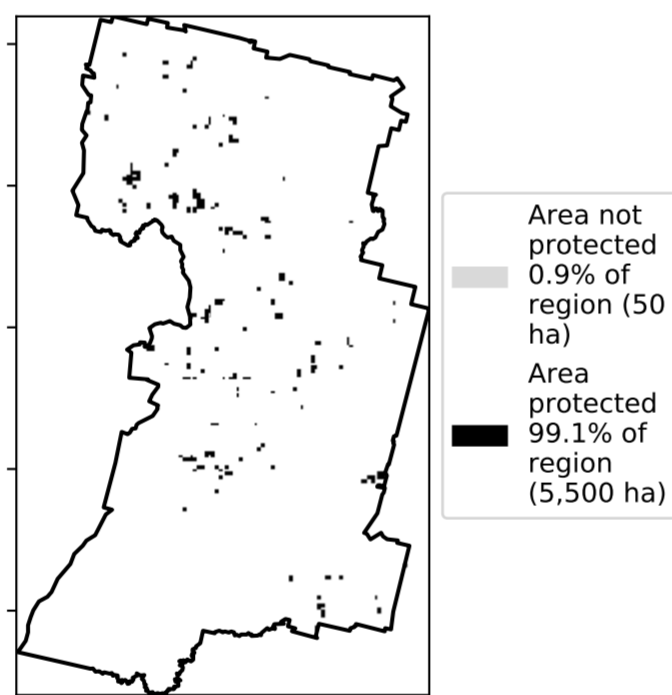 Area not
protected
0.9% of
region (50
ha)
Area
protected
99.1% of
region
(5,500 ha)